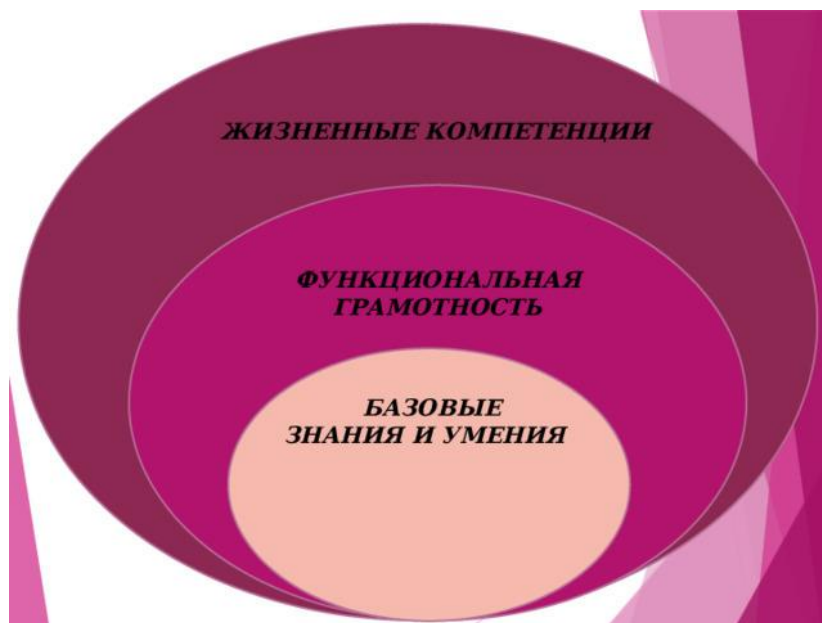 ЖИЗНЕННЫЕ КОМПЕТЕНЦИИ
ФУНКЦИОНАЛЬНАЯ
ГРАМОТНОСТЬ
БАЗОВЫЕ
ЗНАНИЯ И УМЕНИЯ